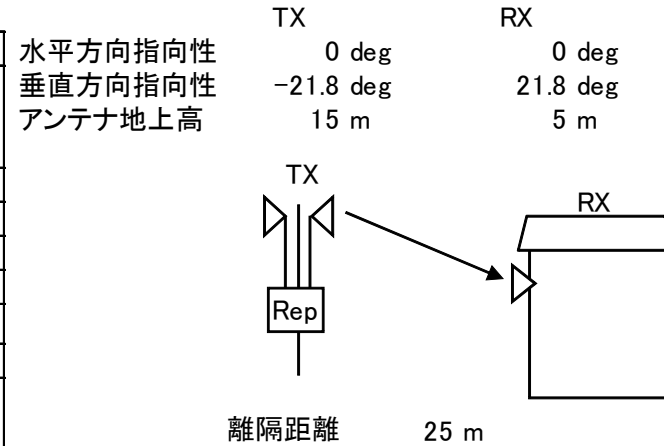 TX RX
水平方向指向性 0 deg 0 deg
垂直方向指向性 -21.8 deg 21.8 deg
アンテナ地上高 15 m 5 m
TX
RX
Rep
離隔距離 25 m